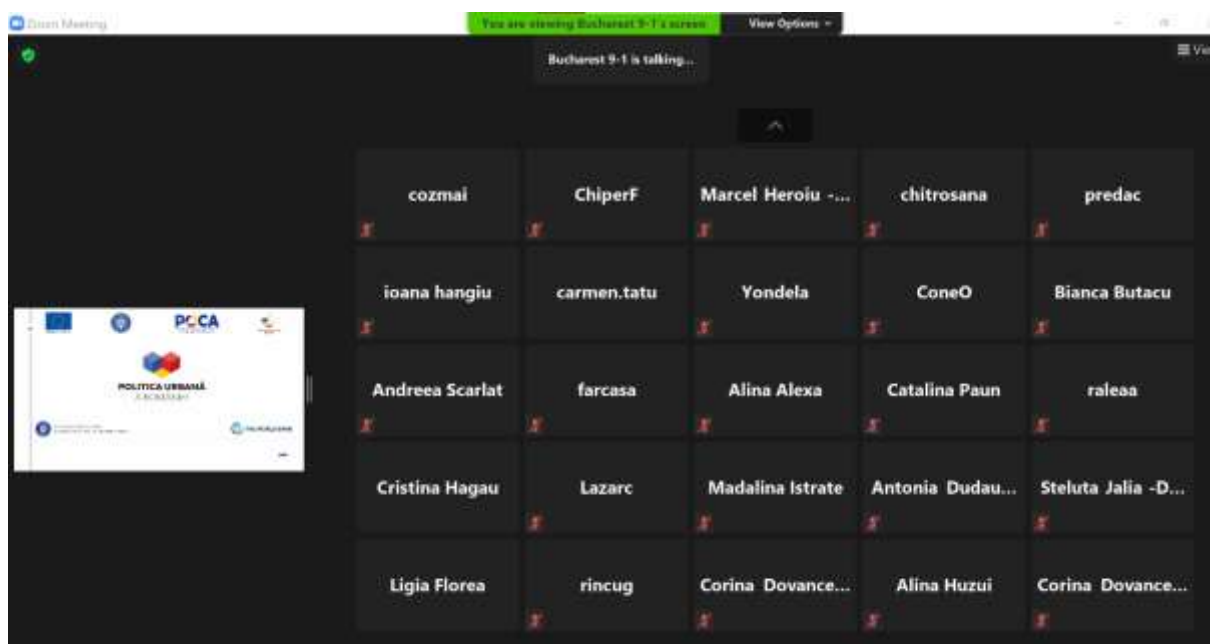 Zoom Meeting
You are viewing Bucharest 9-1's screen
View Options
Bucharest 9-1 is talking...
View
cozmai
ChiperF
Marcel Heroiu -...
chitrosana
predac
ioana hangiu
carmen.tatu
Yondela
ConeO
Bianca Butacu
POCA
POLITICA URBANĂ
Andreea Scarlat
farcasa
Alina Alexa
Catalina Paun
raleaa
Cristina Hagau
Lazarc
Madalina Istrate
Antonia Dudau...
Steluta Jalia -D...
Ligia Florea
rincug
Corina Dovance...
Alina Huzui
Corina Dovance...